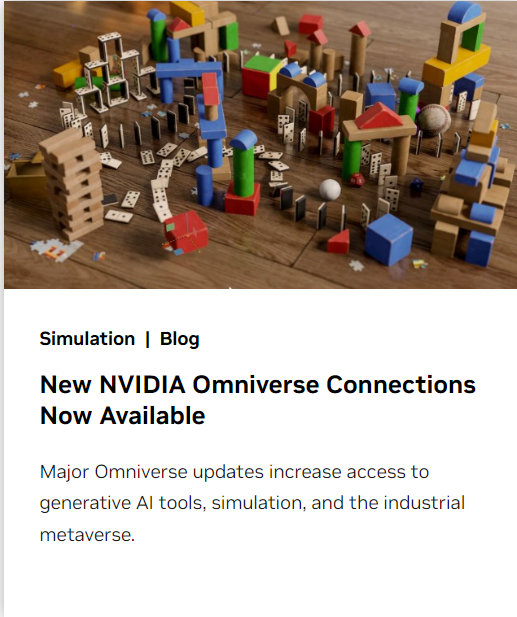 Simulation | Blog
New NVIDIA Omniverse Connections
Now Available
Major Omniverse updates increase access to
generative AI tools, simulation, and the industrial
metaverse.